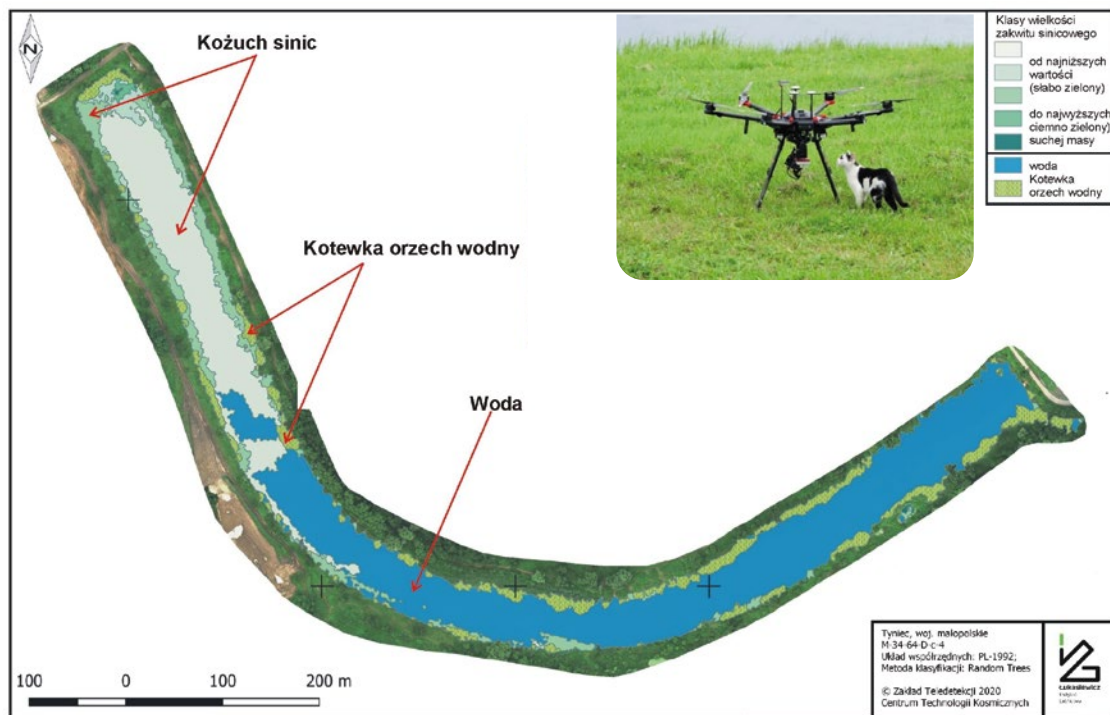 N
Kożuch sinic
Kotewka orzech wodny
Woda
Klasy wielkości
zakwitu sinicowego
od najniższych
wartości
(słabo zielony)
do najwyższych
ciemno zielony)
suchej masy
woda
Kotewka
orzech wodny
100 0 100 200 m
Tyniec, woj. małopolskie
M-34-64-D-c-4
Układ współrzędnych: PL-1992;
Metoda klasyfikacji: Random Trees
© Zakład Teledetekcji 2020
Centrum Technologii Kosmicznych
Łukasiewicz